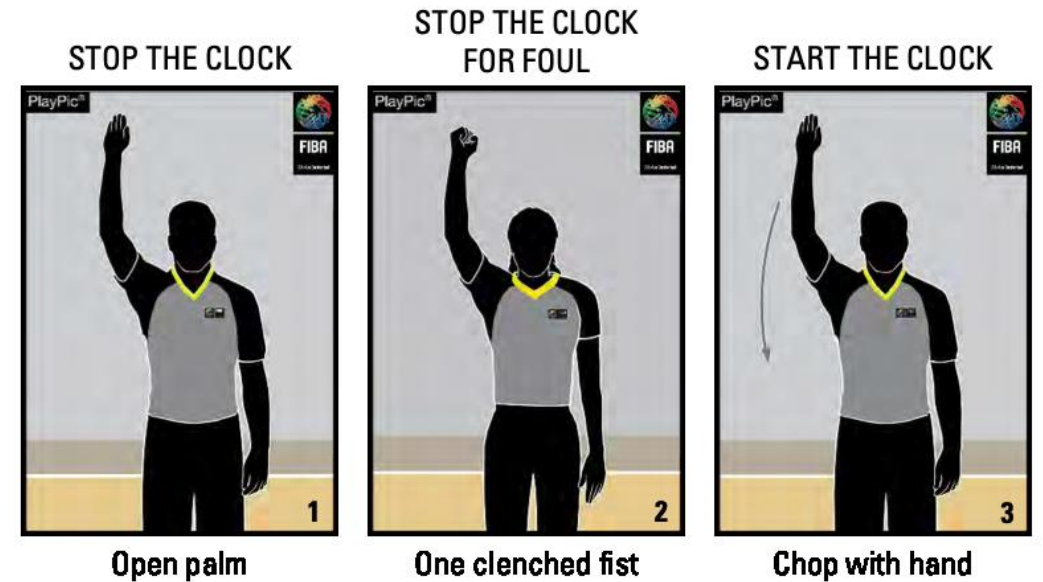 STOP THE CLOCK
STOP THE CLOCK
FOR FOUL
START THE CLOCK
PlayPic®
FIBA
PlayPic®
FIBA
PlayPic®
FIBA
1
2
3
Open palm
One clenched fist
Chop with hand